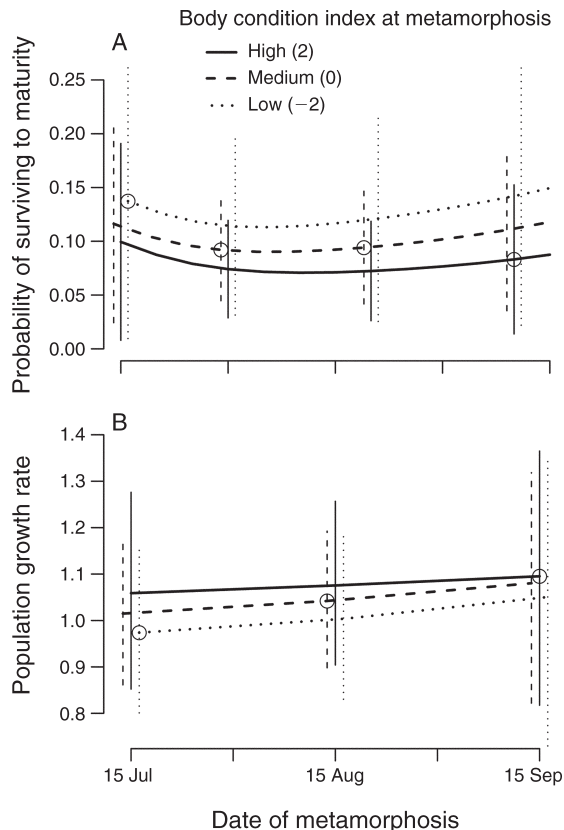 Body condition index at metamorphosis
A
High (2)
Medium (0)
Low (−2)
Probability of surviving to maturity
0.25
0.20
0.15
0.10
0.05
0.00
B
Population growth rate
1.4
1.3
1.2
1.1
1.0
0.9
0.8
15 Jul
15 Aug
15 Sep
Date of metamorphosis